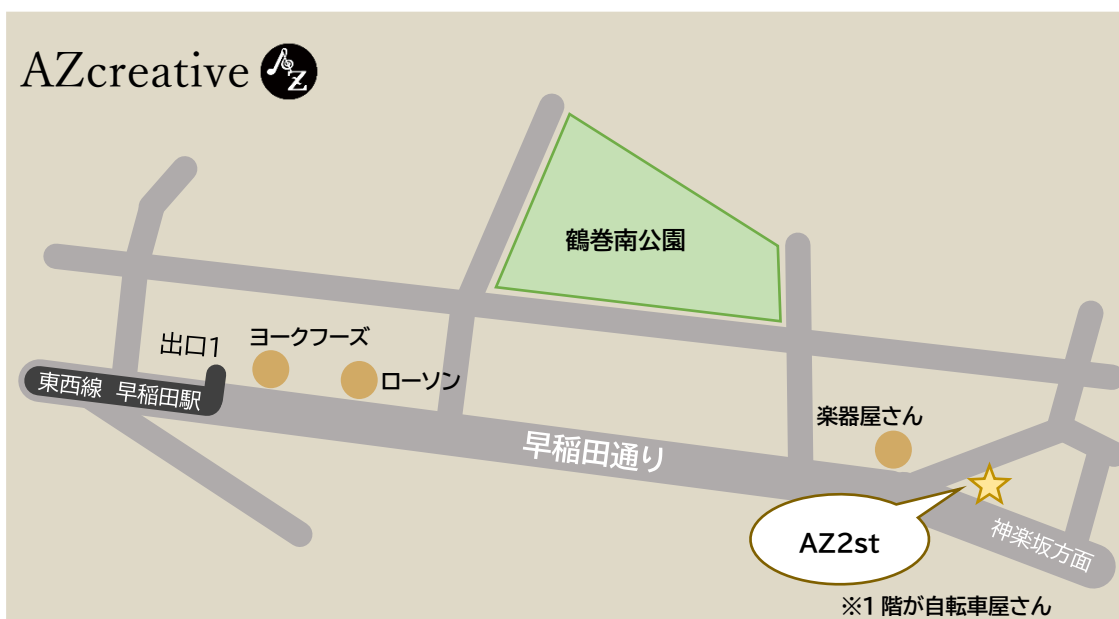 AZcreative
AZ
鶴巻南公園
出口1
ヨークフーズ
ローソン
東西線 早稲田駅
早稲田通り
楽器屋さん
AZ2st
神楽坂方面
※1階が自転車屋さん